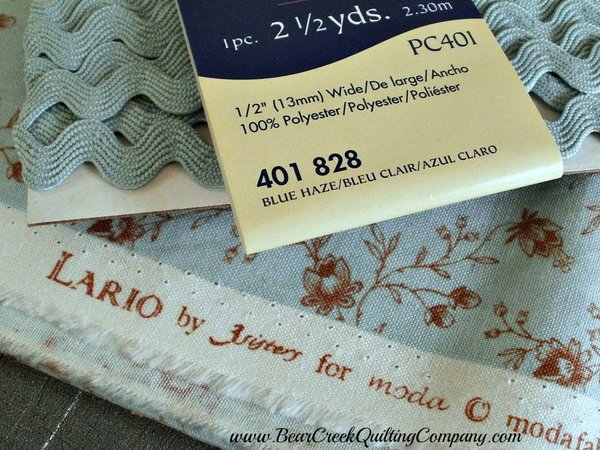 1pc. 2 1/2 yds. 2.30m
PC401
1/2" (13mm) Wide/De large/Ancho
100% Polyester/Polyester/Poliéster
401 828
BLUE HAZE/BLEU CLAIR/AZUL CLARO
LARIO by 3 Sisters for moda © modafa
www.BearCreekQuiltingCompany.com